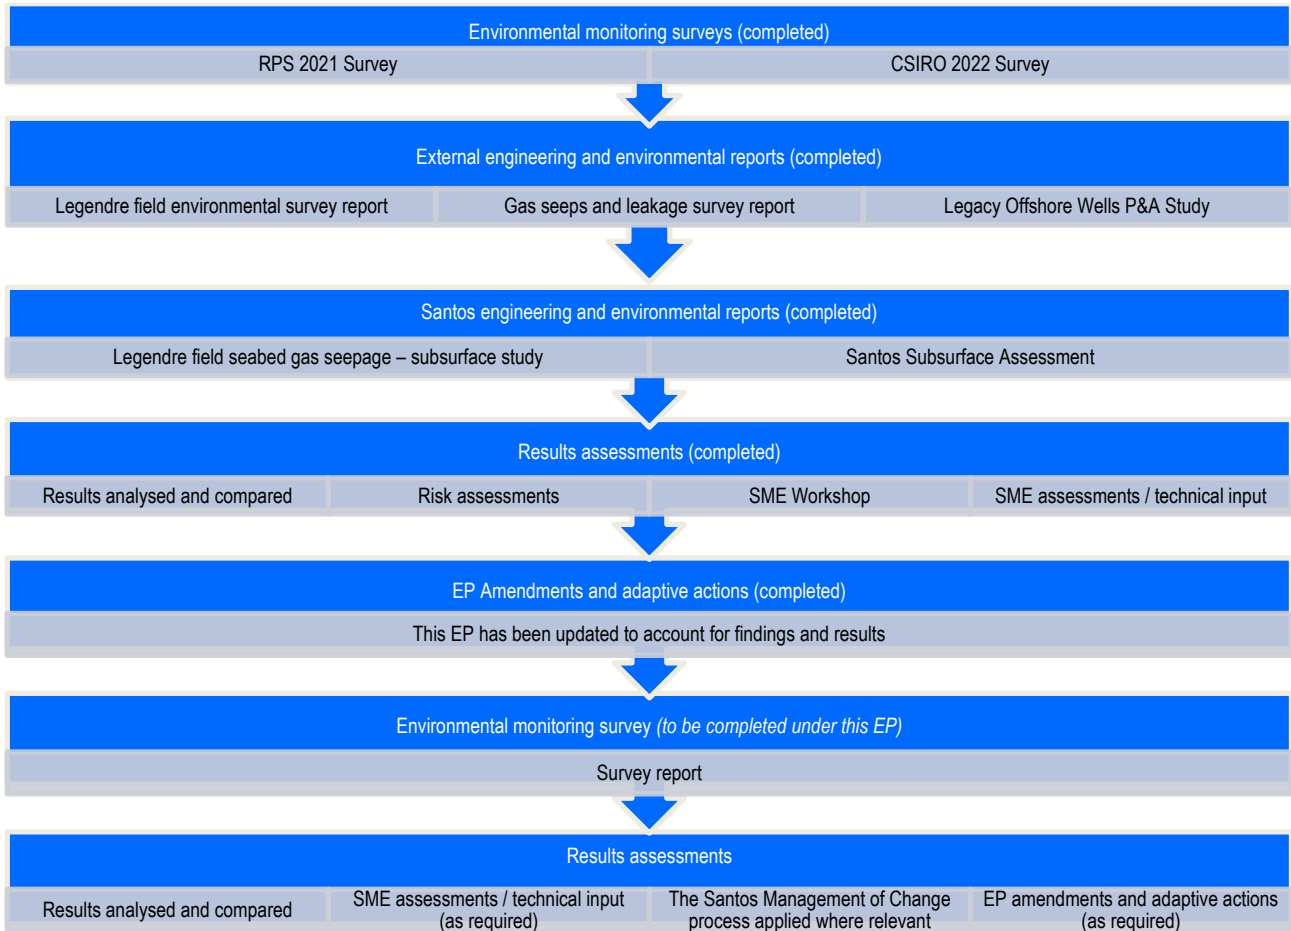 Environmental monitoring surveys (completed)
RPS 2021 Survey
CSIRO 2022 Survey
External engineering and environmental reports (completed)
Legendre field environmental survey report
Gas seeps and leakage survey report
Legacy Offshore Wells P&A Study
Santos engineering and environmental reports (completed)
Legendre field seabed gas seepage – subsurface study
Santos Subsurface Assessment
Results assessments (completed)
Results analysed and compared
Risk assessments
SME Workshop
SME assessments / technical input
EP Amendments and adaptive actions (completed)
This EP has been updated to account for findings and results
Environmental monitoring survey (to be completed under this EP)
Survey report
Results assessments
Results analysed and compared
SME assessments / technical input
(as required)
The Santos Management of Change
process applied where relevant
EP amendments and adaptive actions
(as required)